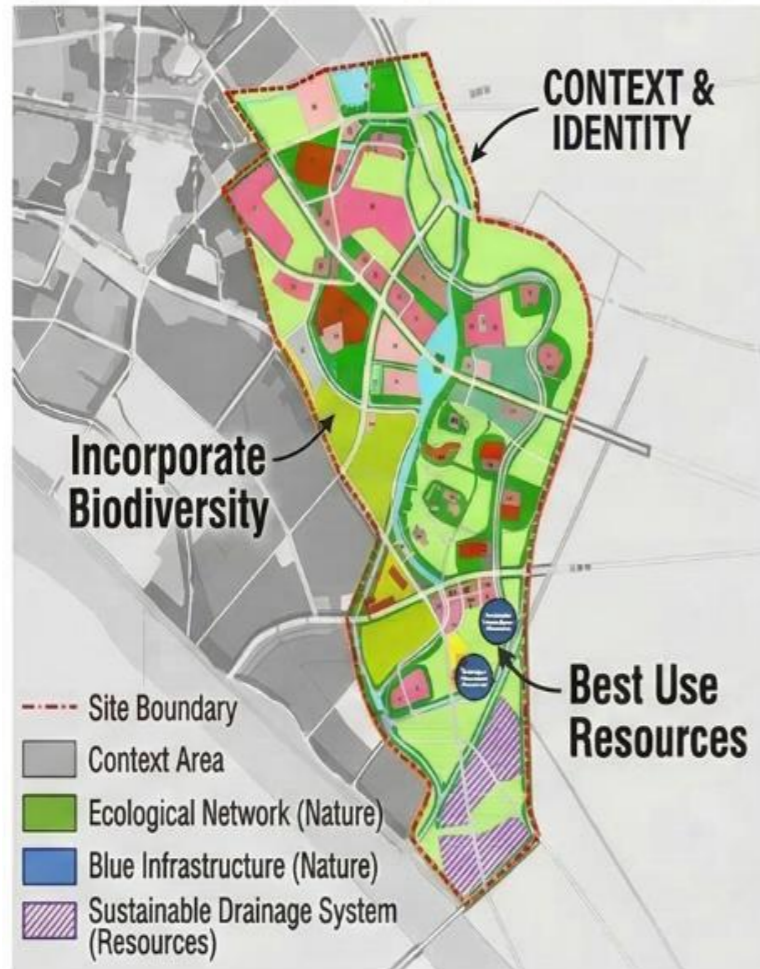 CONTEXT &
IDENTITY
Incorporate
Biodiversity
Best Use
Resources
Site Boundary
Context Area
Ecological Network (Nature)
Blue Infrastructure (Nature)
Sustainable Drainage System
(Resources)